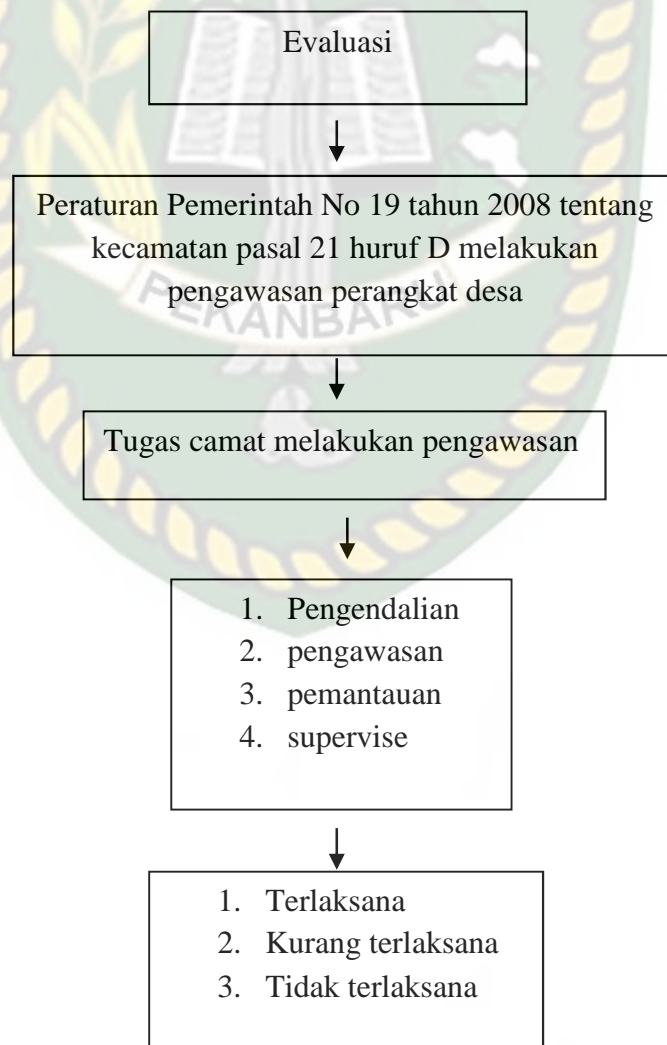 Evaluasi
Peraturan Pemerintah No 19 tahun 2008 tentang
kecamatan pasal 21 huruf D melakukan
pengawasan perangkat desa
PEKANBARU
Tugas camat melakukan pengawasan
1. Pengendalian
2. pengawasan
3. pemantauan
4. supervise
1. Terlaksana
2. Kurang terlaksana
3. Tidak terlaksana